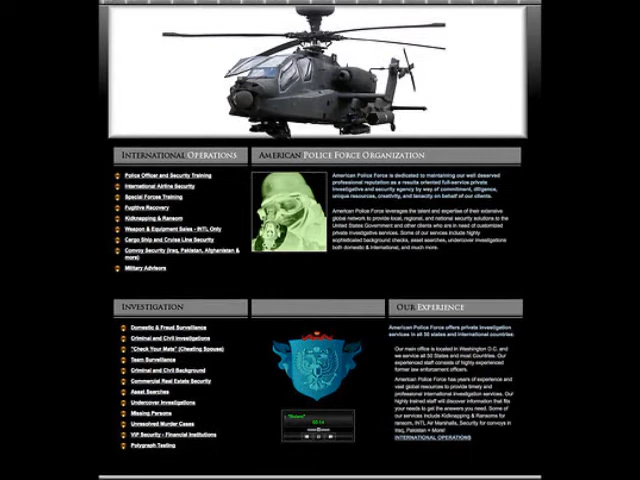 INTERNATIONAL OPERATIONS
Police Officer and Security Training
International Airline Security
Special Forces Training
Fugitive Recovery
Kidknapping & Ransom
Weapon & Equipment Sales - INTL Only
Cargo Ship and Cruise Line Security
Convoy Security (Iraq, Pakistan, Afghanistan &
more)
Military Advisors
AMERICAN POLICE FORCE ORGANIZATION
American Police Force is dedicated to maintaining our well deserved
professional reputation as a results oriented full-service private
investigative and security agency by way of commitment, diligence,
unique resources, creativity, and tenacity on behalf of our clients.
American Police Force leverages the talent and expertise of their extensive
global network to provide local, regional, and national security solutions to the
United States Government and other clients who are in need of customized
private investigative services. Some of our services include highly
sophisticated background checks, asset searches, undercover investigations
both domestic & international, and much more.
INVESTIGATION
Domestic & Fraud Surveillance
Criminal and Civil Investigations
"Check Your Mate" (Cheating Spouse)
Team Surveillance
Criminal and Civil Background
Commercial Real Estate Security
Asset Searches
Undercover Investigations
Missing Persons
Unresolved Murder Cases
VIP Security - Financial Institutions
Polygraph Testing
OUR EXPERIENCE
American Police Force offers private investigation
services in all 50 states and international countries:
Our main office is located in Washington D.C. and
we service all 50 States and most Countries. Our
experienced staff consists of highly experienced
former law enforcement officers.
American Police Force has years of experience and
vast global resources to provide timely and
professional international investigation services. Our
highly trained staff will discover information that fits
your needs to get the answers you need. Some of
our services include Kidknapping & Ransoms for
ransom, INTL Air Marshalls, Security for convoys in
Iraq, Pakistan + More!
INTERNATIONAL OPERATIONS